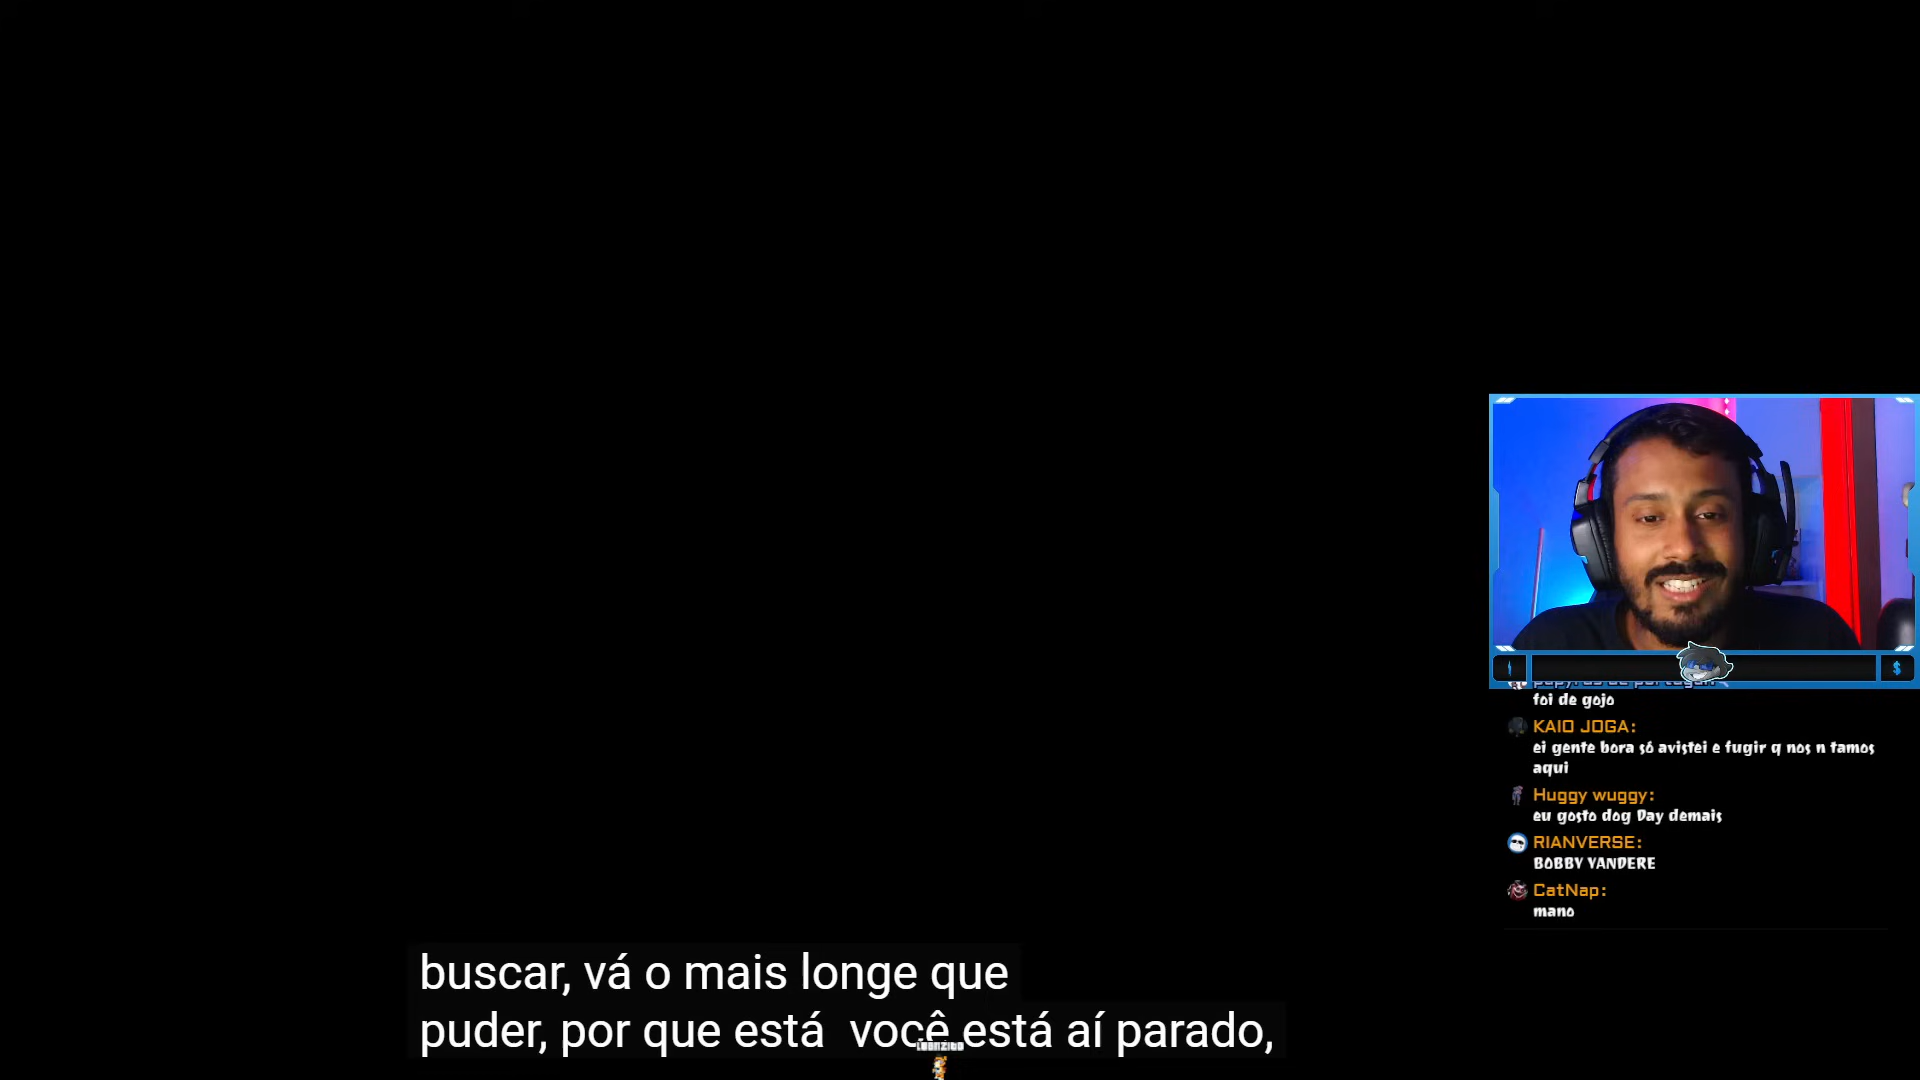 foi de gojo
KAIO JOGA:
ei gente bora só avistei e fugir q nos n tamos
aqui
Huggy wuggy:
eu gosto dog Day demais
RIANVERSE:
BOBBY YANDERE
CatNap:
mano
buscar, vá o mais longe que
puder, por que está você está aí parado,